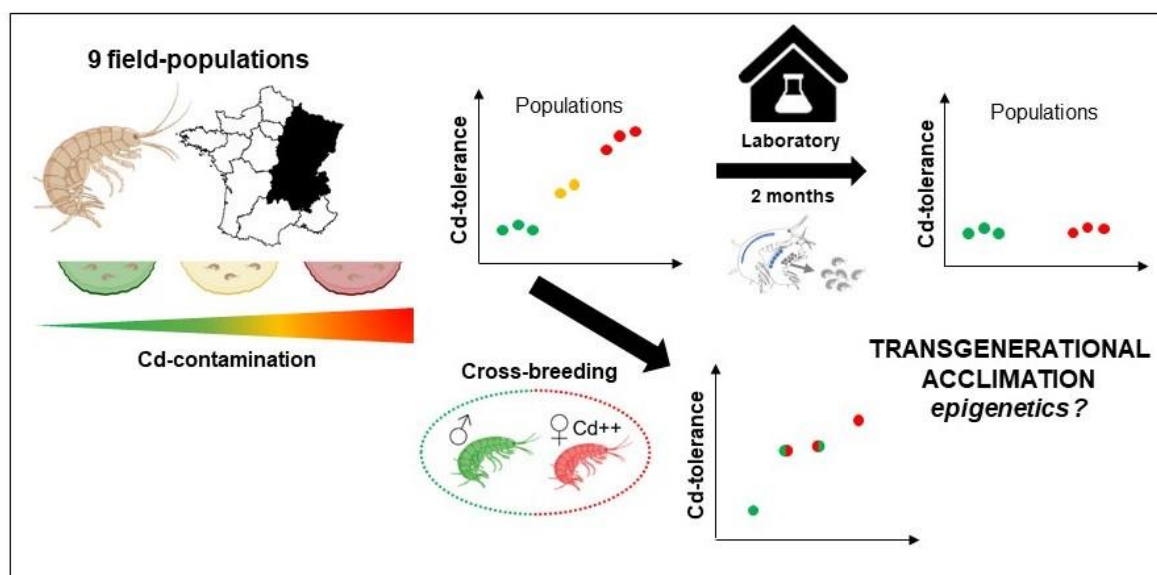 9 field-populations
Cd-contamination
Cd-tolerance
Populations
Laboratory
2 months
Cd-tolerance
Populations
Cross-breeding
♂
♀ Cd++
Cd-tolerance
TRANSGENERATIONAL
ACCLIMATION
epigenetics?